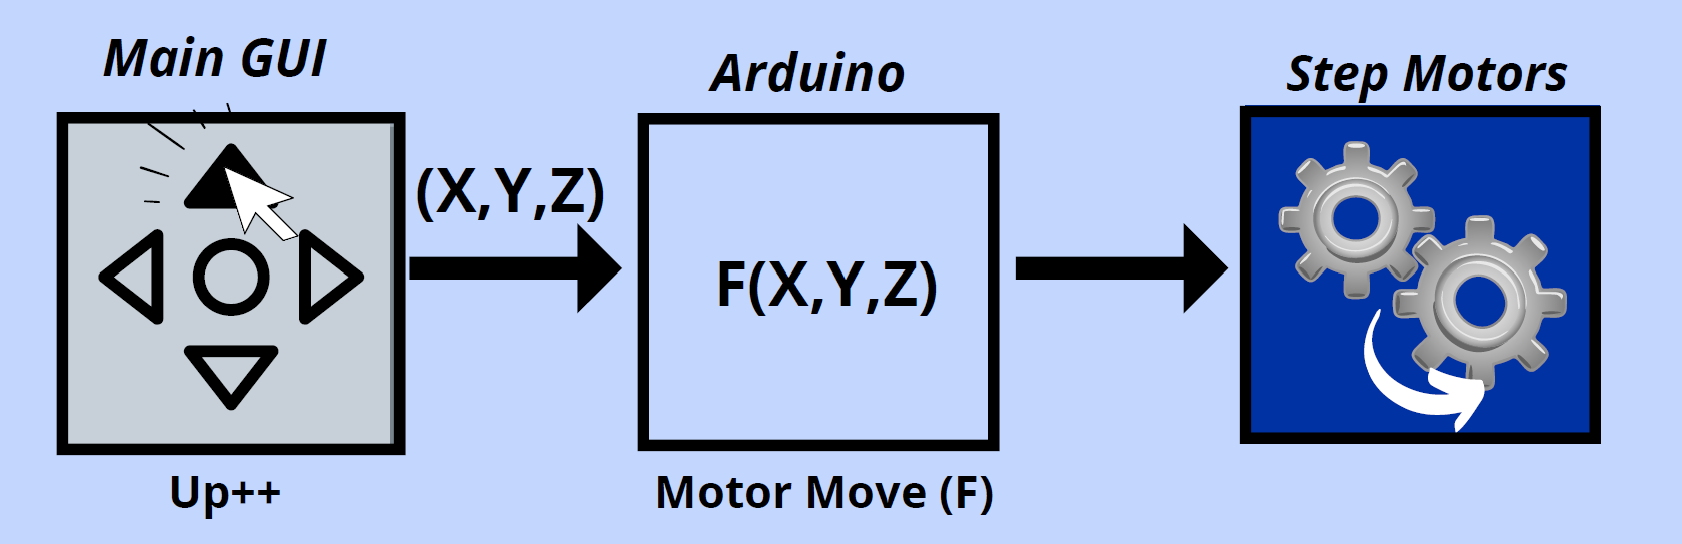 Main GUI
Arduino
Step Motors
(X,Y,Z)
F(X,Y,Z)
Up++
Motor Move (F)